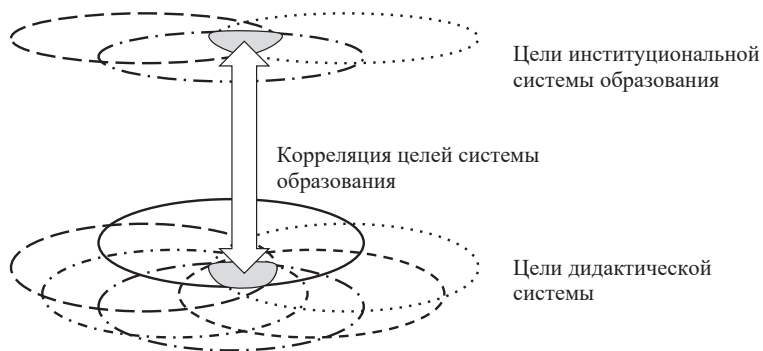 Цели институциональной
системы образования
Корреляция целей системы
образования
Цели дидактической
системы